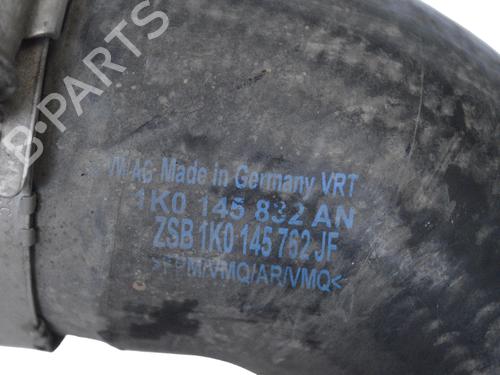 B-PARTS
VW AG Made in Germany VRT
1K0 145 832 AN
ZSB 1K0 145 762 JF
>FPM/VMQ/AR/VMQ<